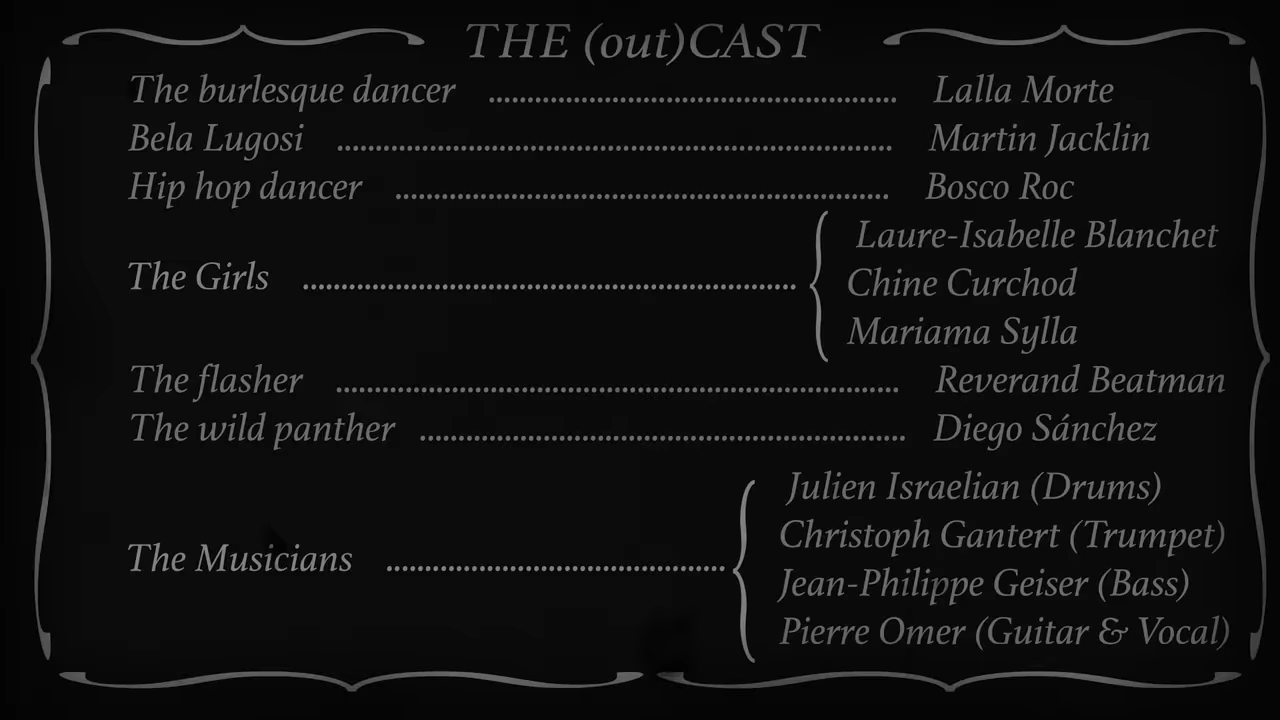 THE (out)CAST
The burlesque dancer ........ Lalla Morte
Bela Lugosi ........ Martin Jacklin
Hip hop dancer ........ Bosco Roc
The Girls ........ { Laure-Isabelle Blanchet
Chine Curchod
Mariama Sylla
The flasher ........ Reverand Beatman
The wild panther ........ Diego Sánchez
The Musicians ........ { Julien Israelian (Drums)
Christoph Gantert (Trumpet)
Jean-Philippe Geiser (Bass)
Pierre Omer (Guitar & Vocal)